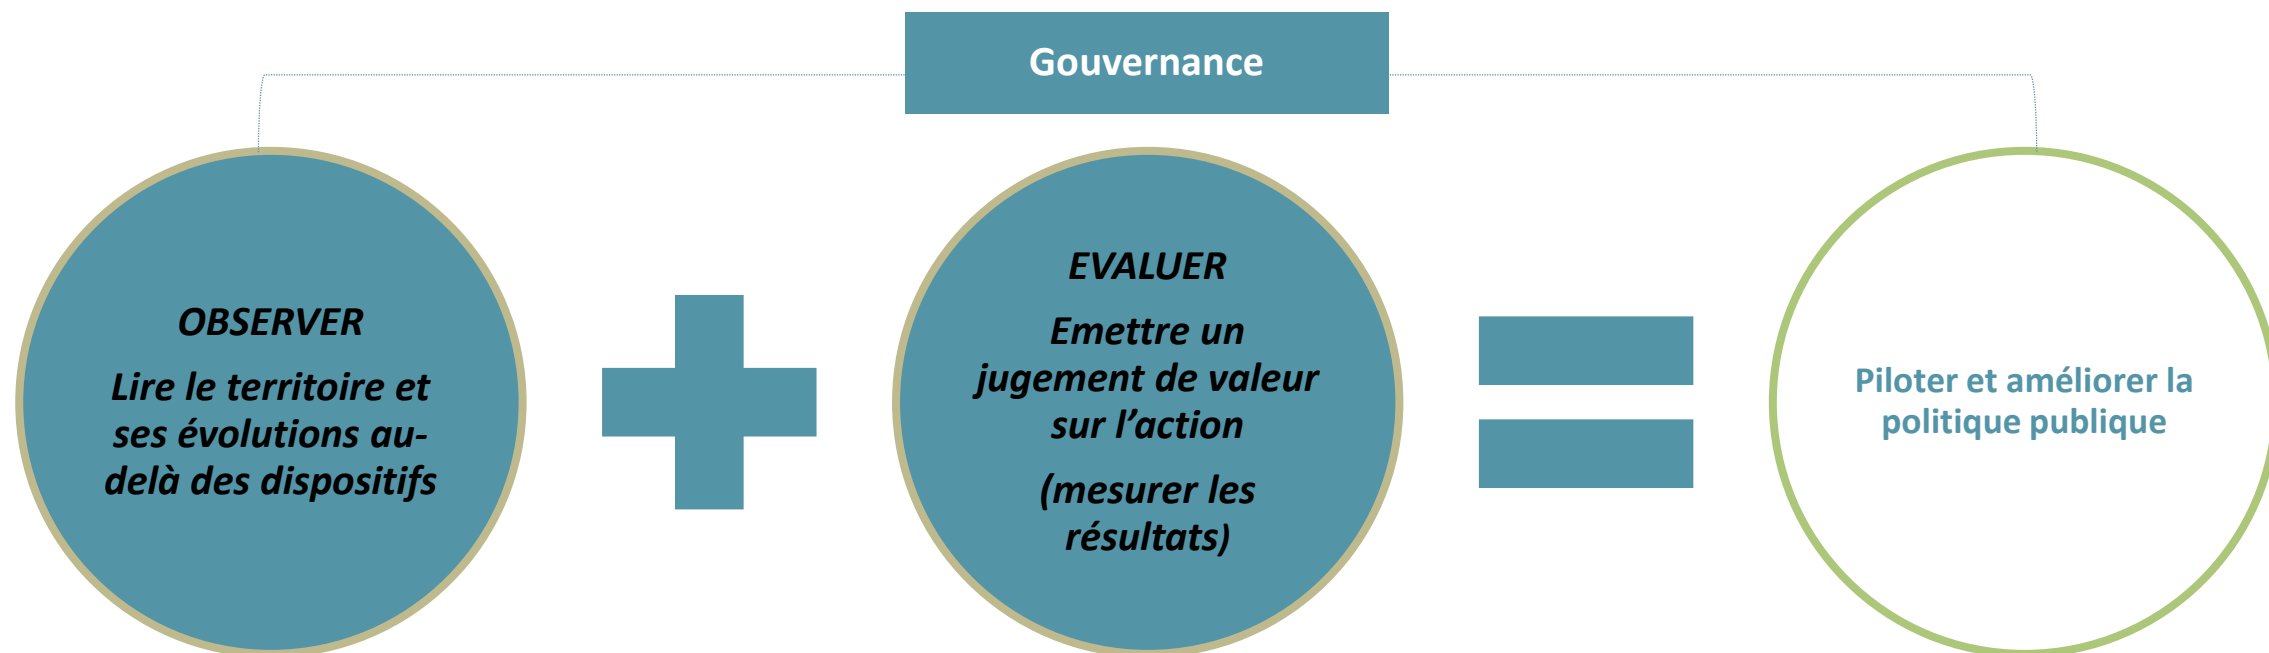 Gouvernance
OBSERVER
Lire le territoire et
ses évolutions au-
delà des dispositifs
EVALUER
Emettre un
jugement de valeur
sur l’action
(mesurer les
résultats)
Piloter et améliorer la
politique publique